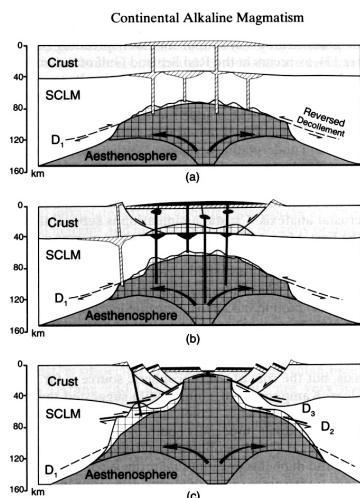 Continental Alkaline Magmatism
0
Crust
40
SCLM
80
D1
Reversed
Decollement
120
Aesthenosphere
160
km
(a)
0
Crust
40
SCLM
80
D1
120
Aesthenosphere
160
km
(b)
0
Crust
40
SCLM
D3
80
D2
120
D1
Aesthenosphere
160
km
(c)